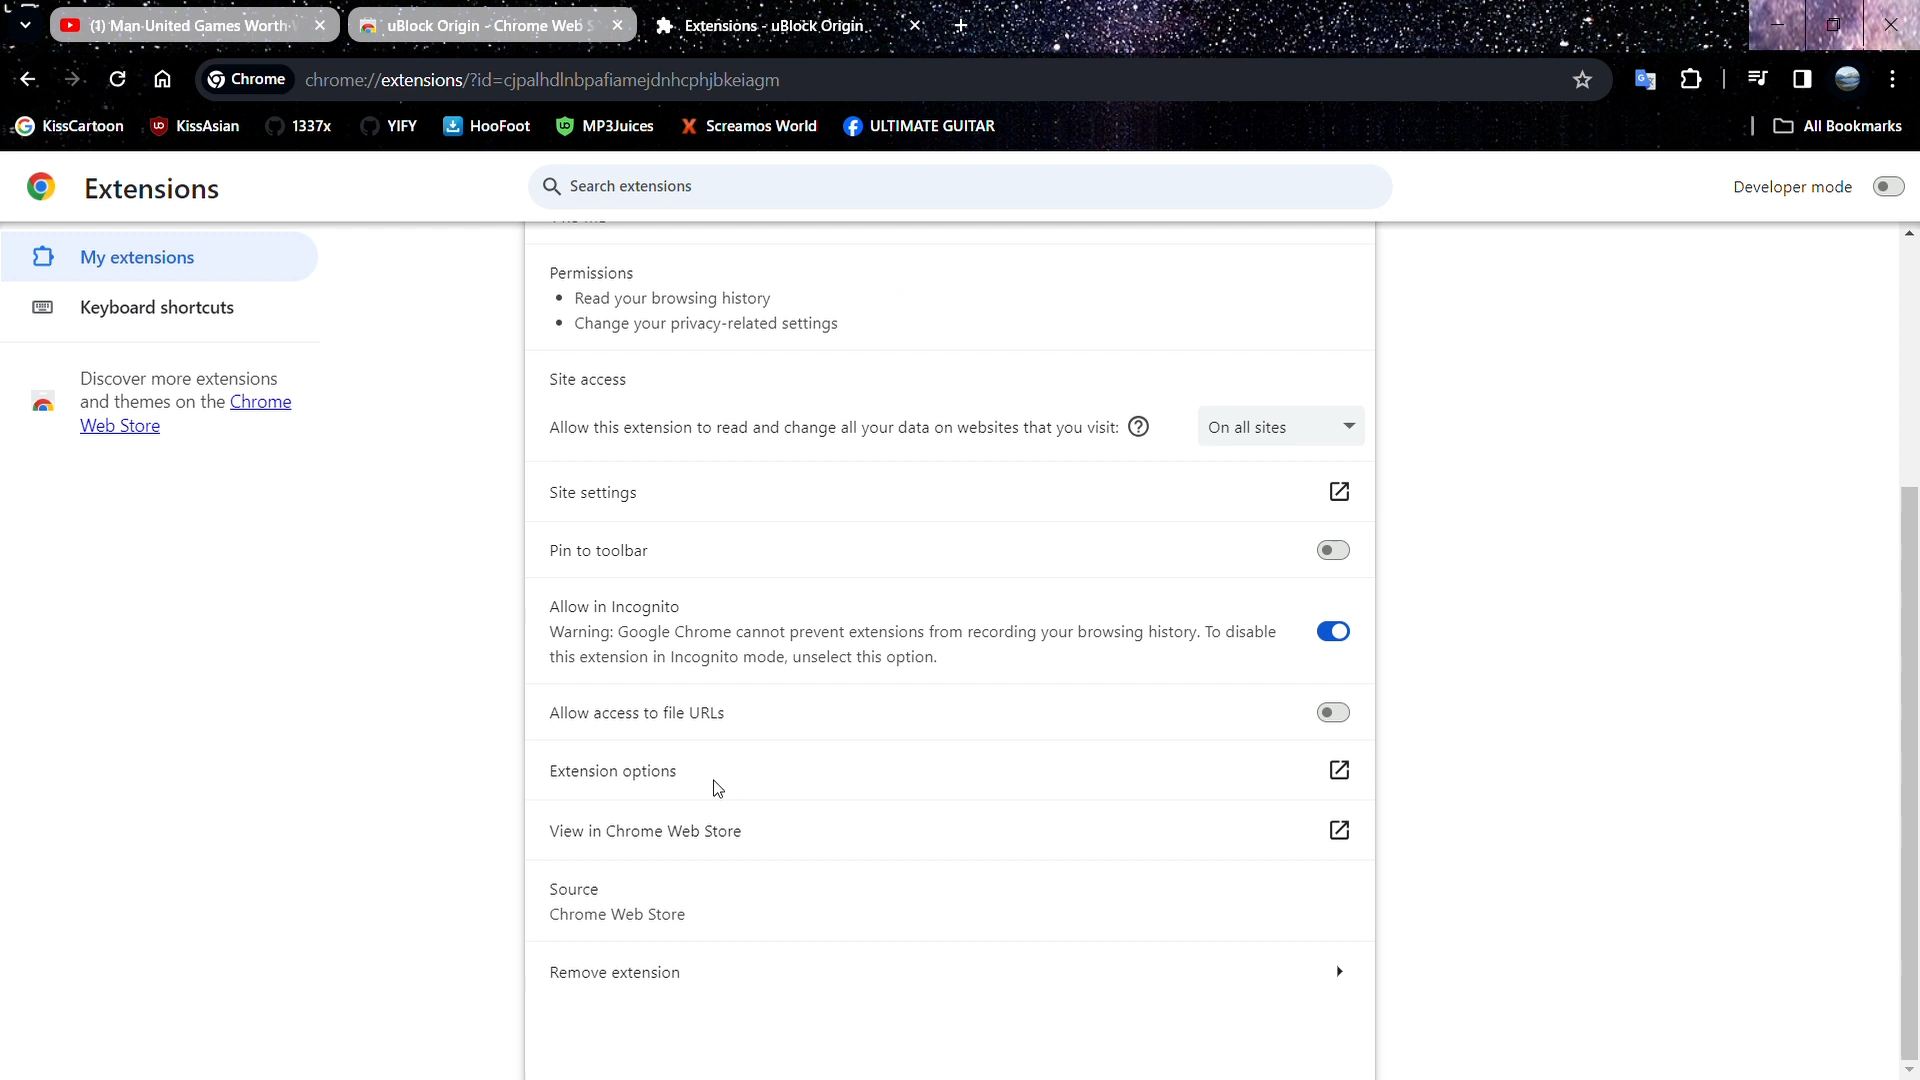 (1) Man United Games Worth
uBlock Origin - Chrome Web S
Extensions - uBlock Origin
Chrome
chrome://extensions/?id=cjpalhdlnbpafiamejdnhcphjbkeiagm
KissCartoon
KissAsian
1337x
YIFY
HooFoot
MP3Juices
Screamos World
ULTIMATE GUITAR
All Bookmarks
Extensions
Search extensions
Developer mode
My extensions
Keyboard shortcuts
Discover more extensions
and themes on the Chrome
Web Store
Permissions
• Read your browsing history
• Change your privacy-related settings
Site access
Allow this extension to read and change all your data on websites that you visit:
On all sites
Site settings
Pin to toolbar
Allow in Incognito
Warning: Google Chrome cannot prevent extensions from recording your browsing history. To disable
this extension in Incognito mode, unselect this option.
Allow access to file URLs
Extension options
View in Chrome Web Store
Source
Chrome Web Store
Remove extension